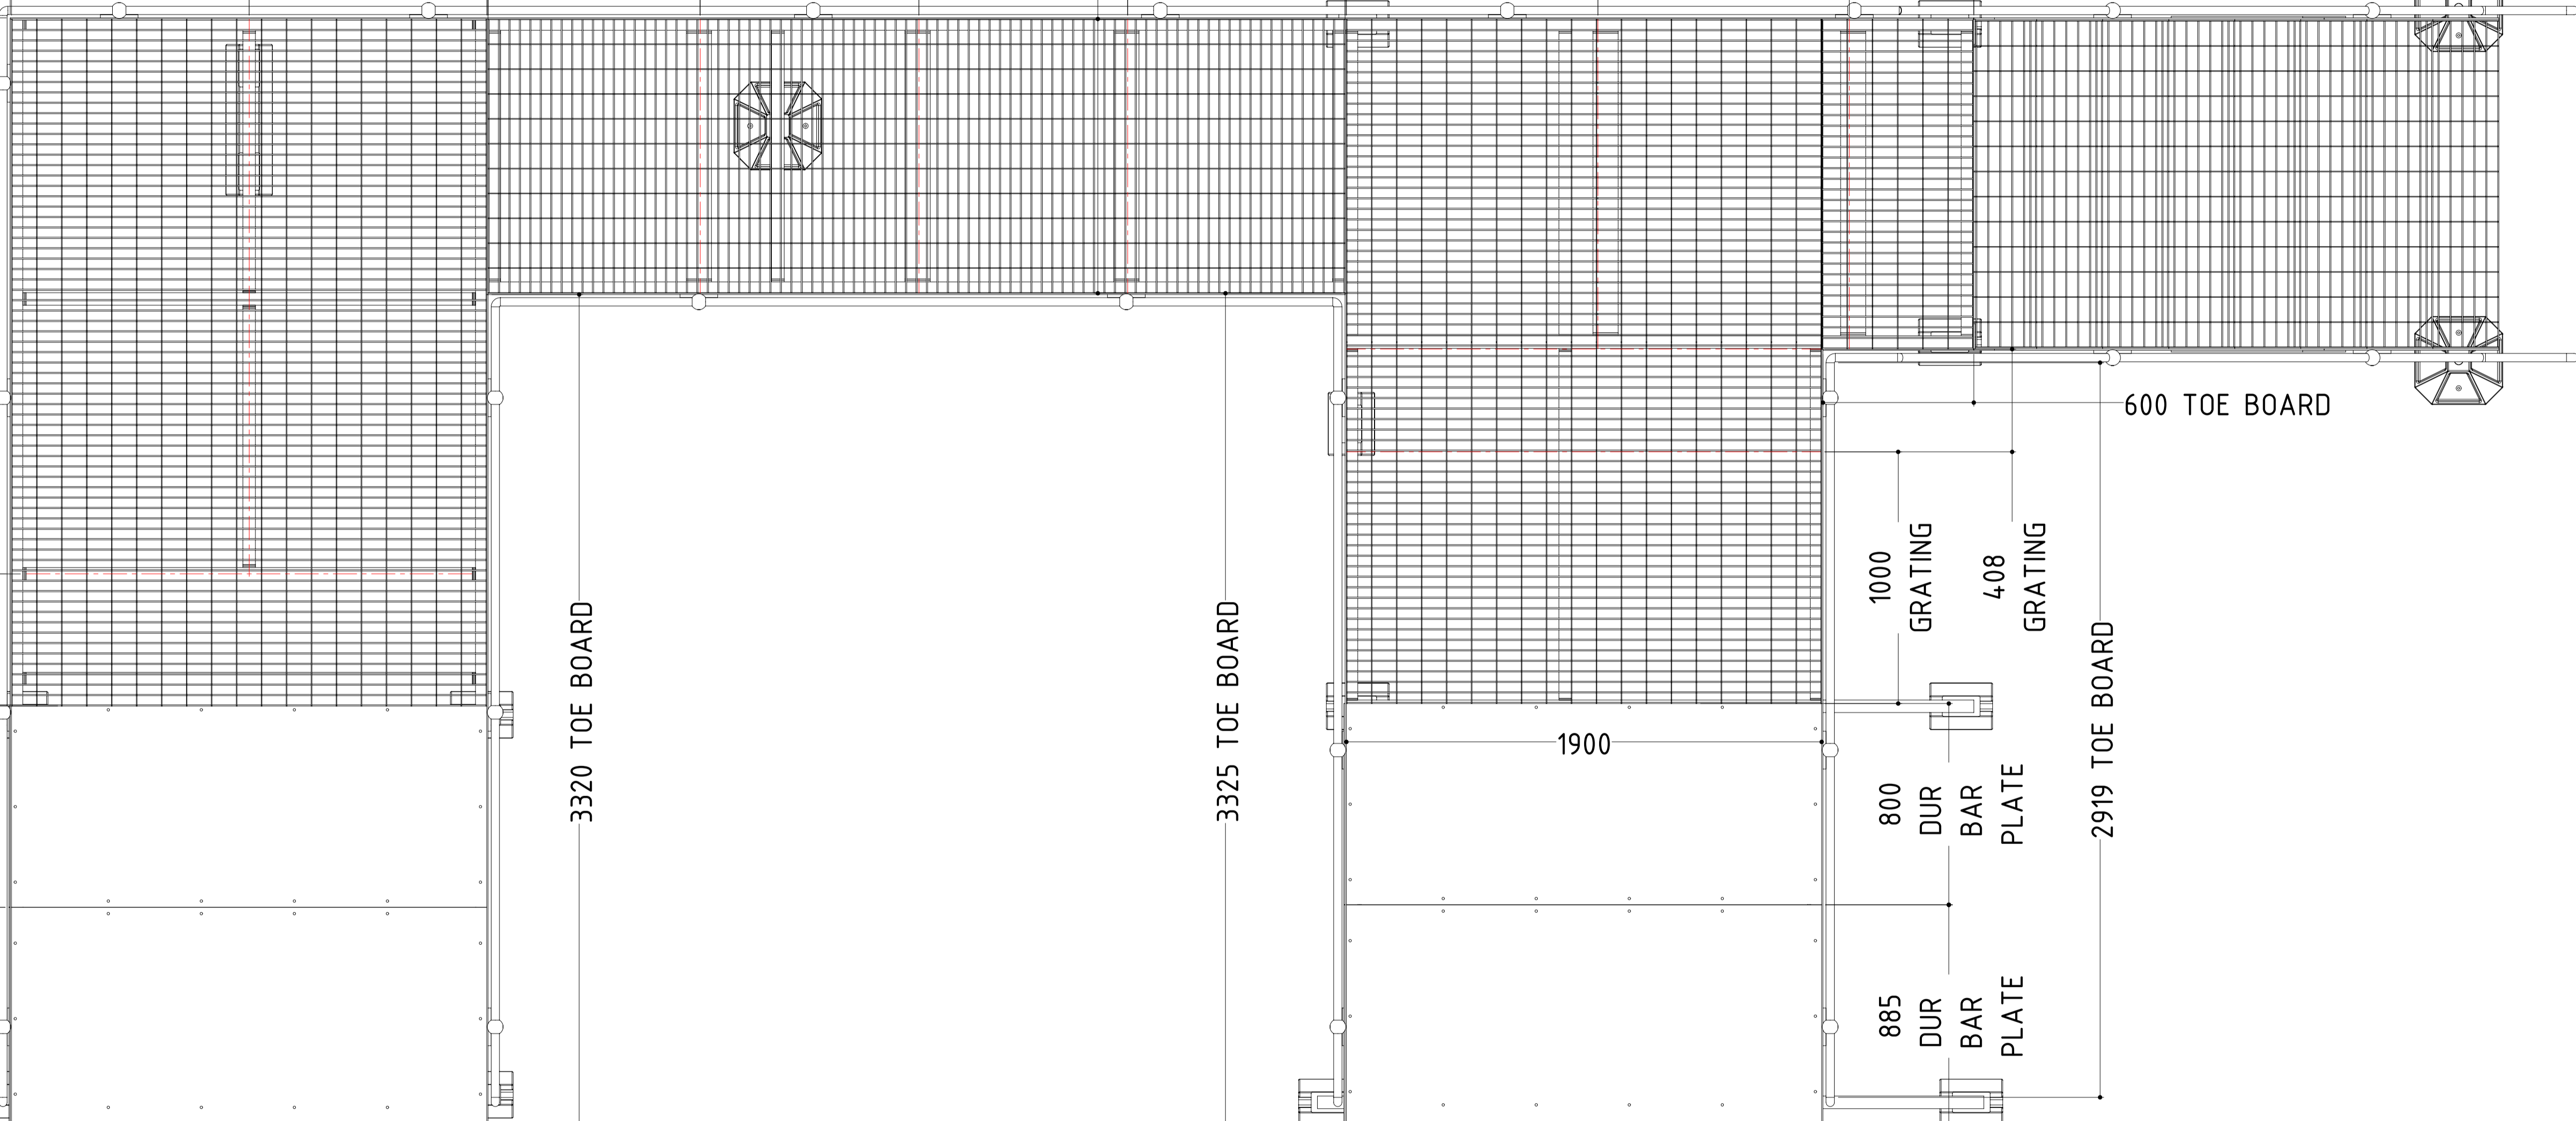 600 TOE BOARD
1000
GRATING
408
GRATING
3320 TOE BOARD
3325 TOE BOARD
2919 TOE BOARD
1900
800
DUR
BAR
PLATE
885
DUR
BAR
PLATE